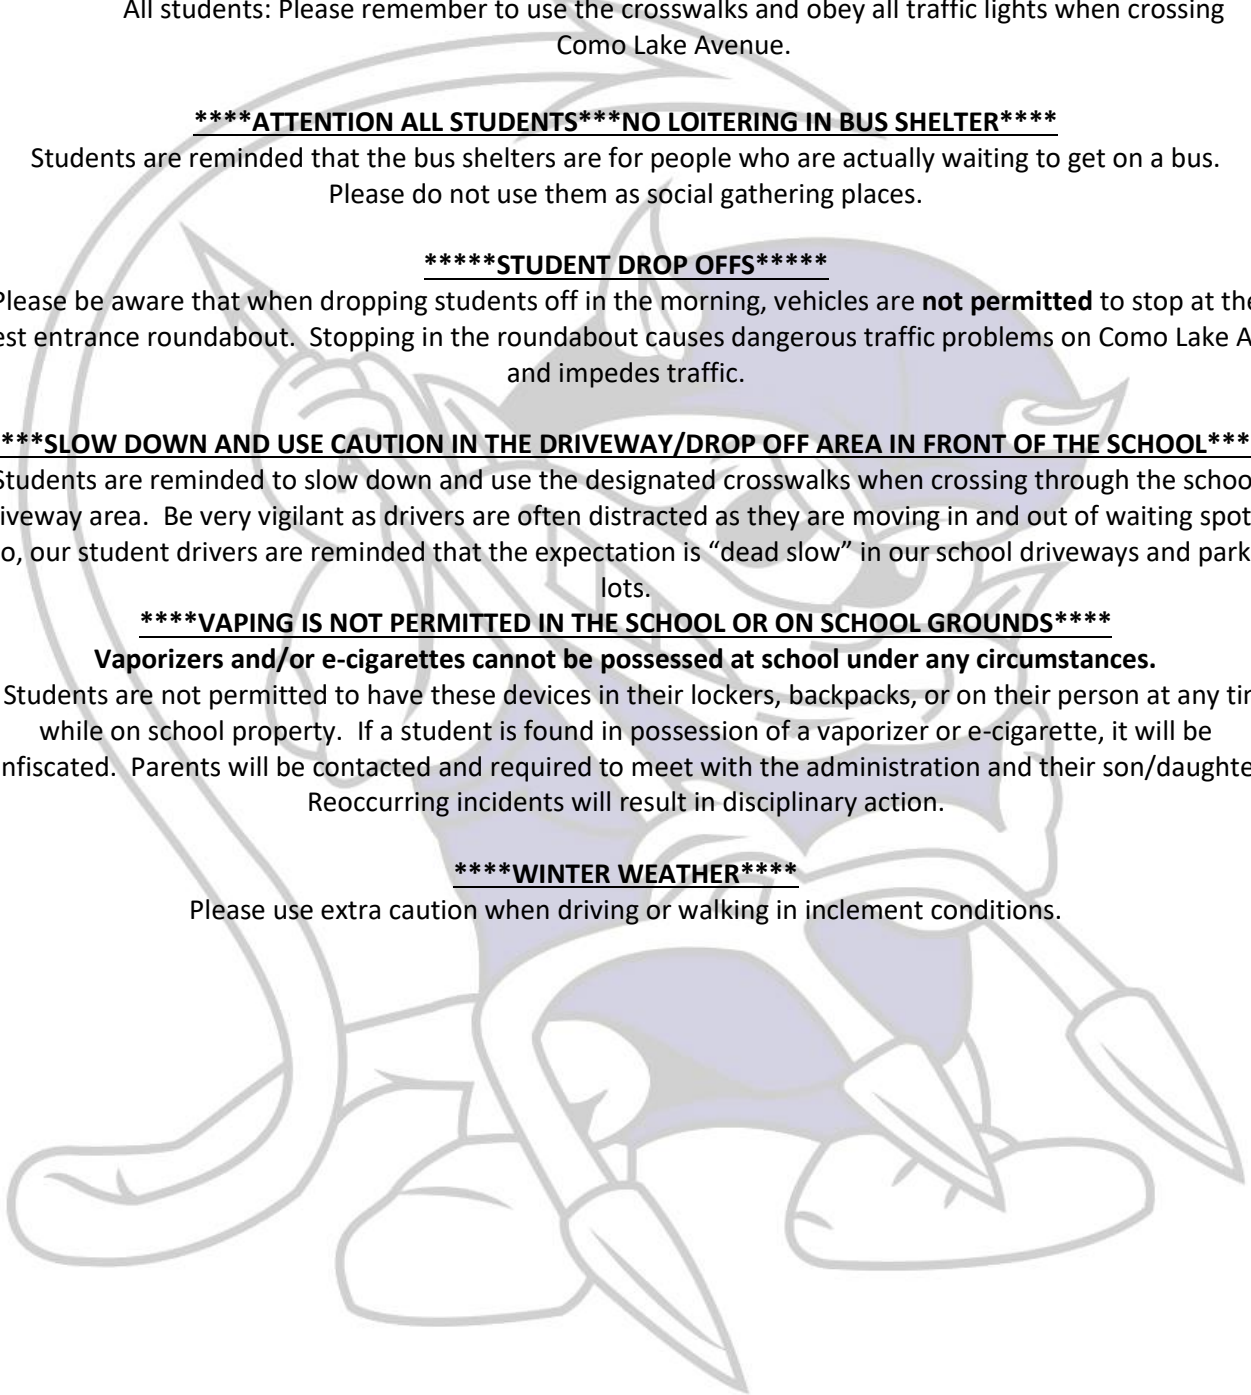 All students: Please remember to use the crosswalks and obey all traffic lights when crossing
Como Lake Avenue.
****ATTENTION ALL STUDENTS***NO LOITERING IN BUS SHELTER****
Students are reminded that the bus shelters are for people who are actually waiting to get on a bus.
Please do not use them as social gathering places.
*****STUDENT DROP OFFS*****
Please be aware that when dropping students off in the morning, vehicles are not permitted to stop at the
est entrance roundabout.  Stopping in the roundabout causes dangerous traffic problems on Como Lake A
and impedes traffic.
***SLOW DOWN AND USE CAUTION IN THE DRIVEWAY/DROP OFF AREA IN FRONT OF THE SCHOOL***
Students are reminded to slow down and use the designated crosswalks when crossing through the schoo
iveway area.  Be very vigilant as drivers are often distracted as they are moving in and out of waiting spot
o, our student drivers are reminded that the expectation is “dead slow” in our school driveways and park
lots.
****VAPING IS NOT PERMITTED IN THE SCHOOL OR ON SCHOOL GROUNDS****
Vaporizers and/or e-cigarettes cannot be possessed at school under any circumstances.
Students are not permitted to have these devices in their lockers, backpacks, or on their person at any tir
while on school property.  If a student is found in possession of a vaporizer or e-cigarette, it will be
nfiscated.  Parents will be contacted and required to meet with the administration and their son/daughte
Reoccurring incidents will result in disciplinary action.
****WINTER WEATHER****
Please use extra caution when driving or walking in inclement conditions.